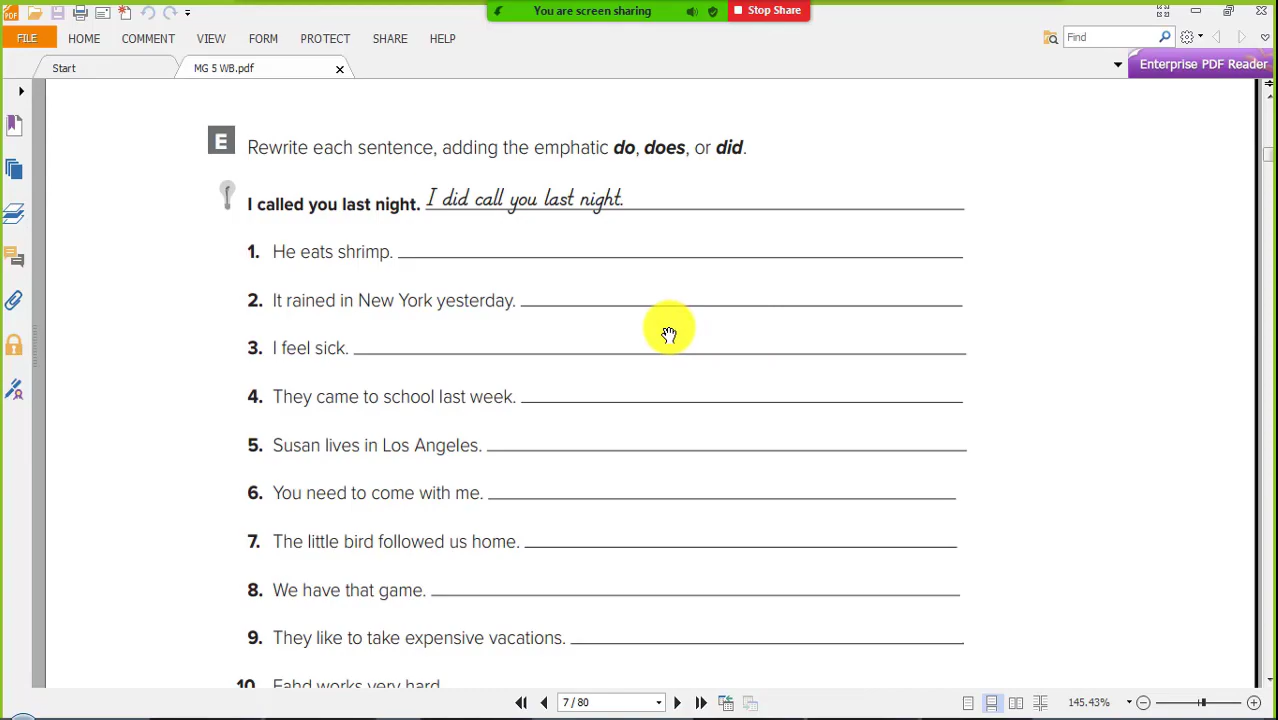 You are screen sharing Stop Share
FILE HOME COMMENT VIEW FORM PROTECT SHARE HELP Find
Start MG 5 WB.pdf Enterprise PDF Reader
E Rewrite each sentence, adding the emphatic do, does, or did.
I called you last night. I did call you last night.
1. He eats shrimp.
2. It rained in New York yesterday.
3. I feel sick.
4. They came to school last week.
5. Susan lives in Los Angeles.
6. You need to come with me.
7. The little bird followed us home.
8. We have that game.
9. They like to take expensive vacations.
10. Fahd works very hard.
7 / 80 145.43%